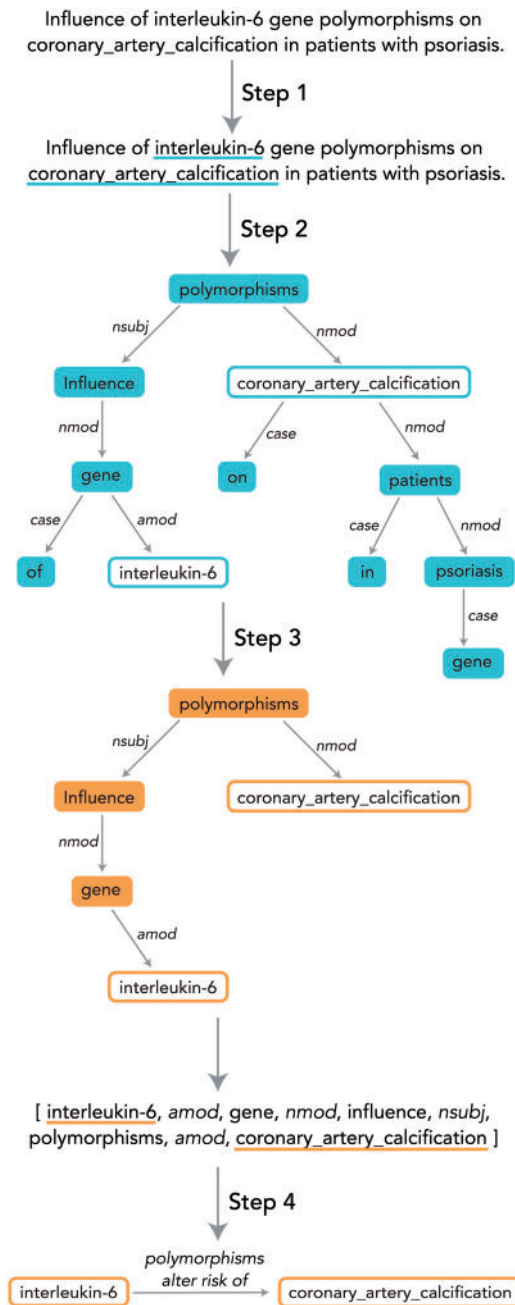 Influence of interleukin-6 gene polymorphisms on
coronary_artery_calcification in patients with psoriasis.
Step 1
Influence of interleukin-6 gene polymorphisms on
coronary_artery_calcification in patients with psoriasis.
Step 2
polymorphisms
nsubj
nmod
Influence
coronary_artery_calcification
nmod
case
nmod
gene
on
patients
case
amod
case
nmod
of
interleukin-6
in
psoriasis
case
Step 3
gene
polymorphisms
nsubj
nmod
Influence
coronary_artery_calcification
nmod
gene
amod
interleukin-6
[ interleukin-6, amod, gene, nmod, influence, nsubj,
polymorphisms, amod, coronary_artery_calcification ]
Step 4
polymorphisms
alter risk of
interleukin-6
coronary_artery_calcification